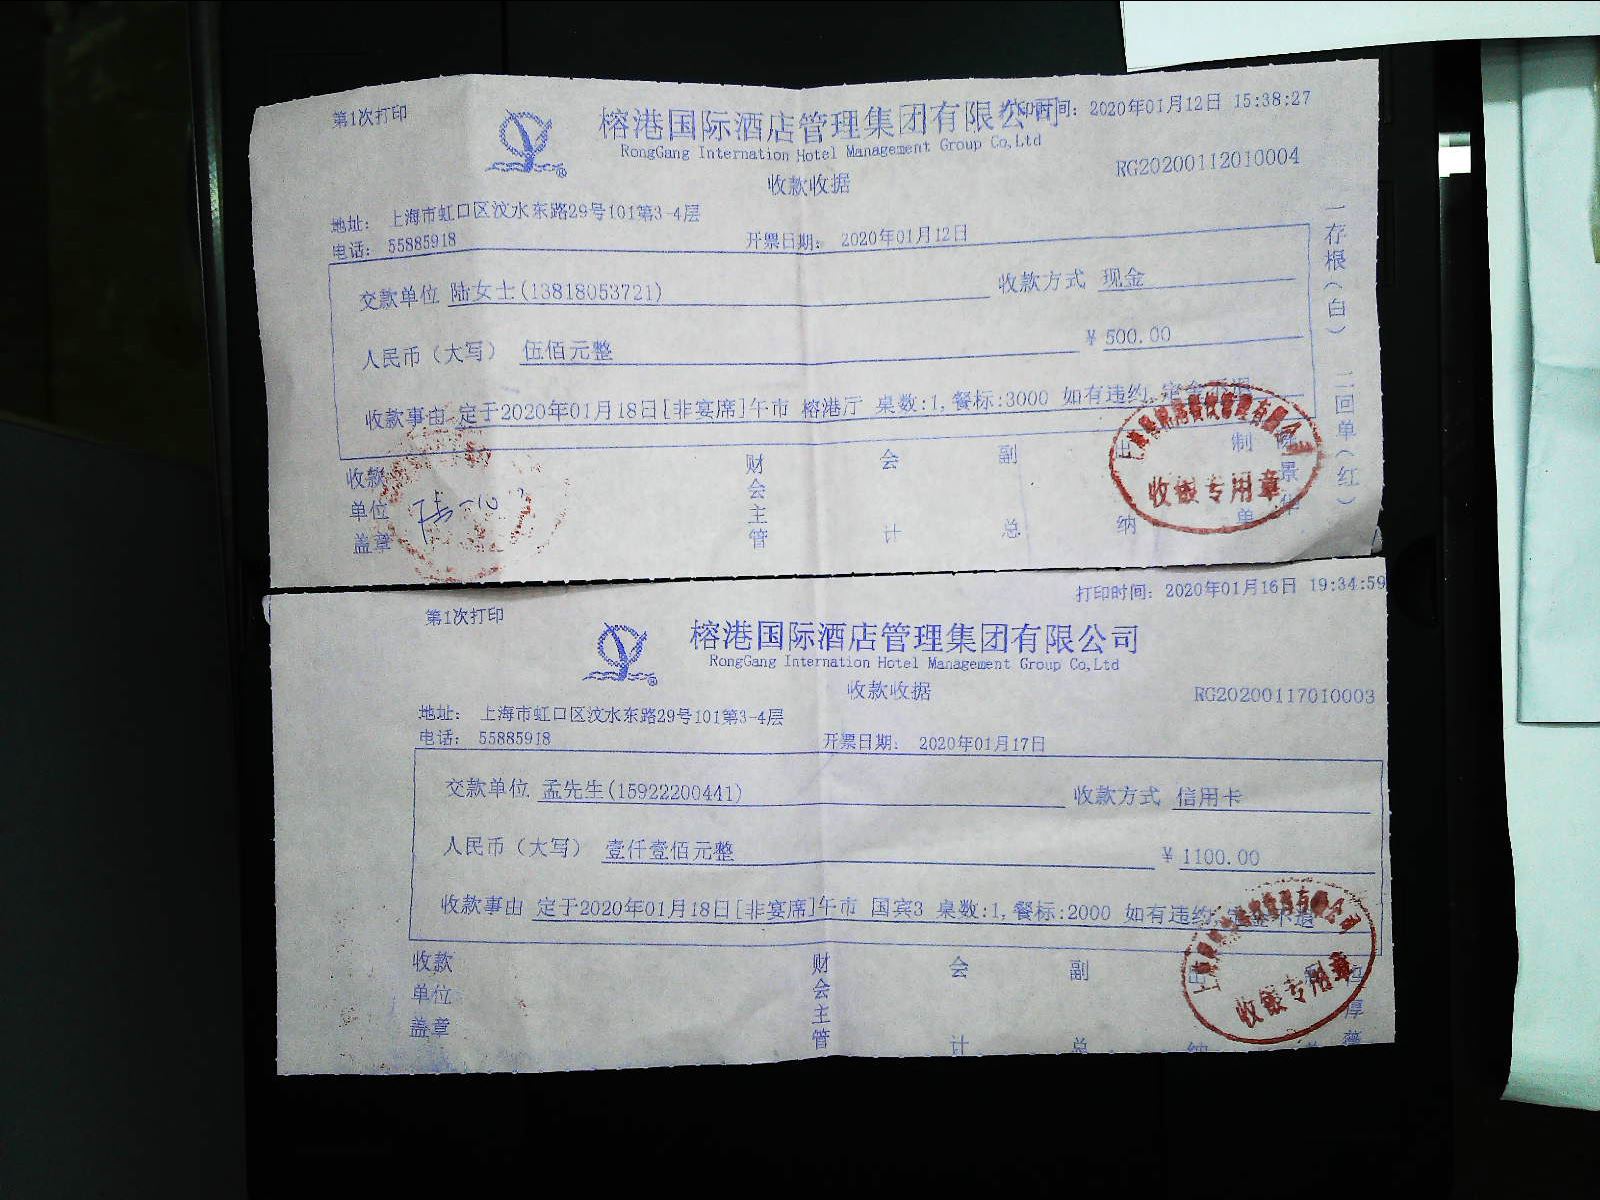 第1次打印
打印时间: 2020年01月12日 15:38:27
榕港国际酒店管理集团有限公司
RongGang Internation Hotel Management Group Co,Ltd
收款收据
RG20200112010004
地址: 上海市虹口区汶水东路29号101第3-4层
电话: 55885918
开票日期: 2020年01月12日
交款单位 陆女士(13818053721)
收款方式 现金
人民币(大写) 伍佰元整
¥ 500.00
收款事由 定于2020年01月18日[非宴席]午市 榕港厅 桌数:1,餐标:3000 如有违约,定金不退
收款单位盖章
财会主管
会计
副总
出纳
制单
一存根(白) 二回单(红)
收银专用章
第1次打印
打印时间: 2020年01月16日 19:34:59
榕港国际酒店管理集团有限公司
RongGang Internation Hotel Management Group Co,Ltd
收款收据
RG20200117010003
地址: 上海市虹口区汶水东路29号101第3-4层
电话: 55885918
开票日期: 2020年01月17日
交款单位 孟先生(15922200441)
收款方式 信用卡
人民币(大写) 壹仟壹佰元整
¥ 1100.00
收款事由 定于2020年01月18日[非宴席]午市 国宾3 桌数:1,餐标:2000 如有违约,定金不退
收款单位盖章
财会主管
会计
副总
出纳
收银专用章